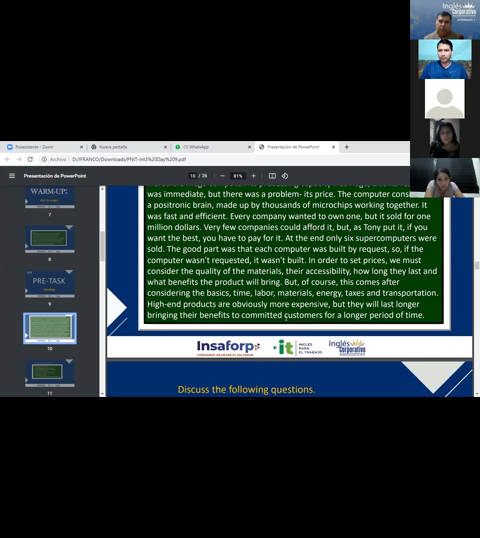 Inglés
Corporativo
Posasistente - Zoom
Nueva pestaña
(1) WhatsApp
Presentación de PowerPoint
Archivo
D:/IFRANCO/Downloads/PNIT-Int3%20Day%209.pdf
Presentación de PowerPoint
10 / 26
81%
WARM-UP:
7
8
PRE-TASK
9
10
11
was immediate, but there was a problem- its price. The computer cons
a positronic brain, made up by thousands of microchips working together. It
was fast and efficient. Every company wanted to own one, but it sold for one
million dollars. Very few companies could afford it, but, as Tony put it, if you
want the best, you have to pay for it. At the end only six supercomputers were
sold. The good part was that each computer was built by request, so, if the
computer wasn't requested, it wasn't built. In order to set prices, we must
consider the quality of the materials, their accessibility, how long they last and
what benefits the product will bring. But, of course, this comes after
considering the basics, time, labor, materials, energy, taxes and transportation.
High-end products are obviously more expensive, but they will last longer
bringing their benefits to committed customers for a longer period of time.
Insaforp
it
INGLÉS
PARA
EL TRABAJO
Inglés
Corporativo
Discuss the following questions.